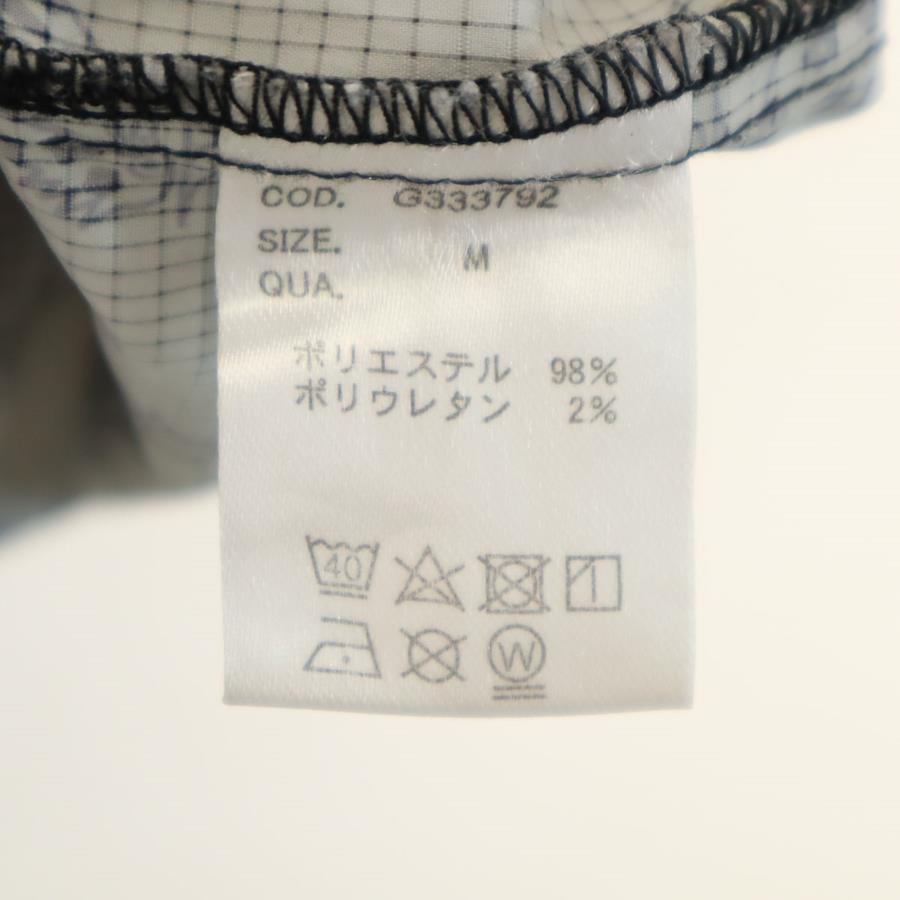 COD. G333792
SIZE. M
QUA.
ポリエステル 98%
ポリウレタン 2%
40
W